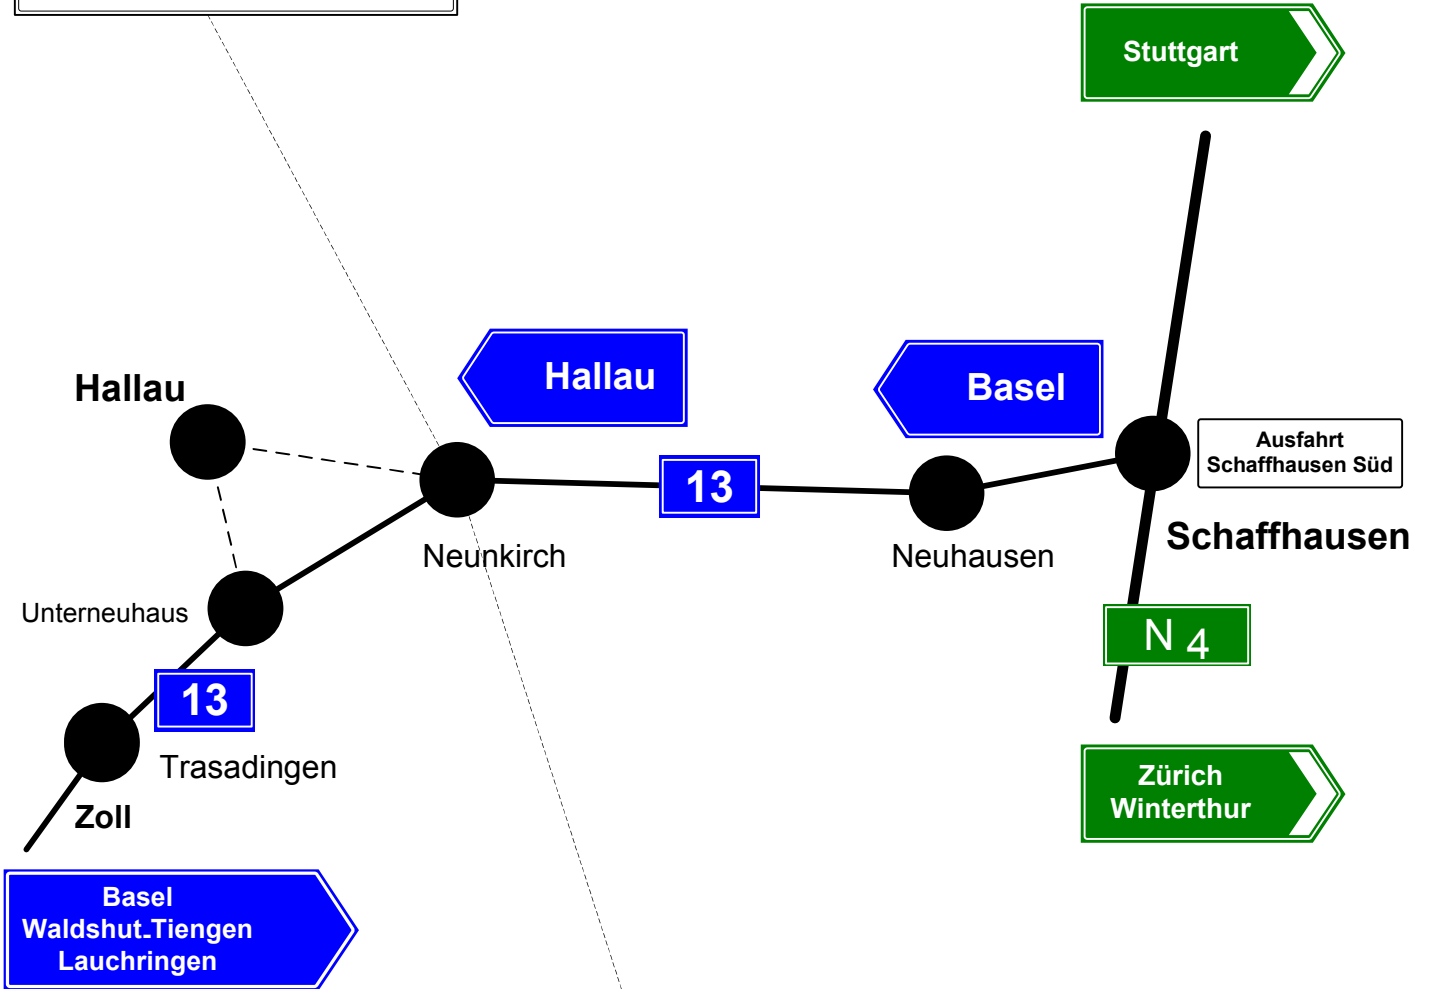 Stuttgart
Hallau
Basel
Hallau
13
Ausfahrt
Schaffhausen Süd
Schaffhausen
Neunkirch
Neuhausen
Unterneuhaus
N 4
13
Trasadingen
Zoll
Zürich
Winterthur
Basel
Waldshut-Tiengen
Lauchringen